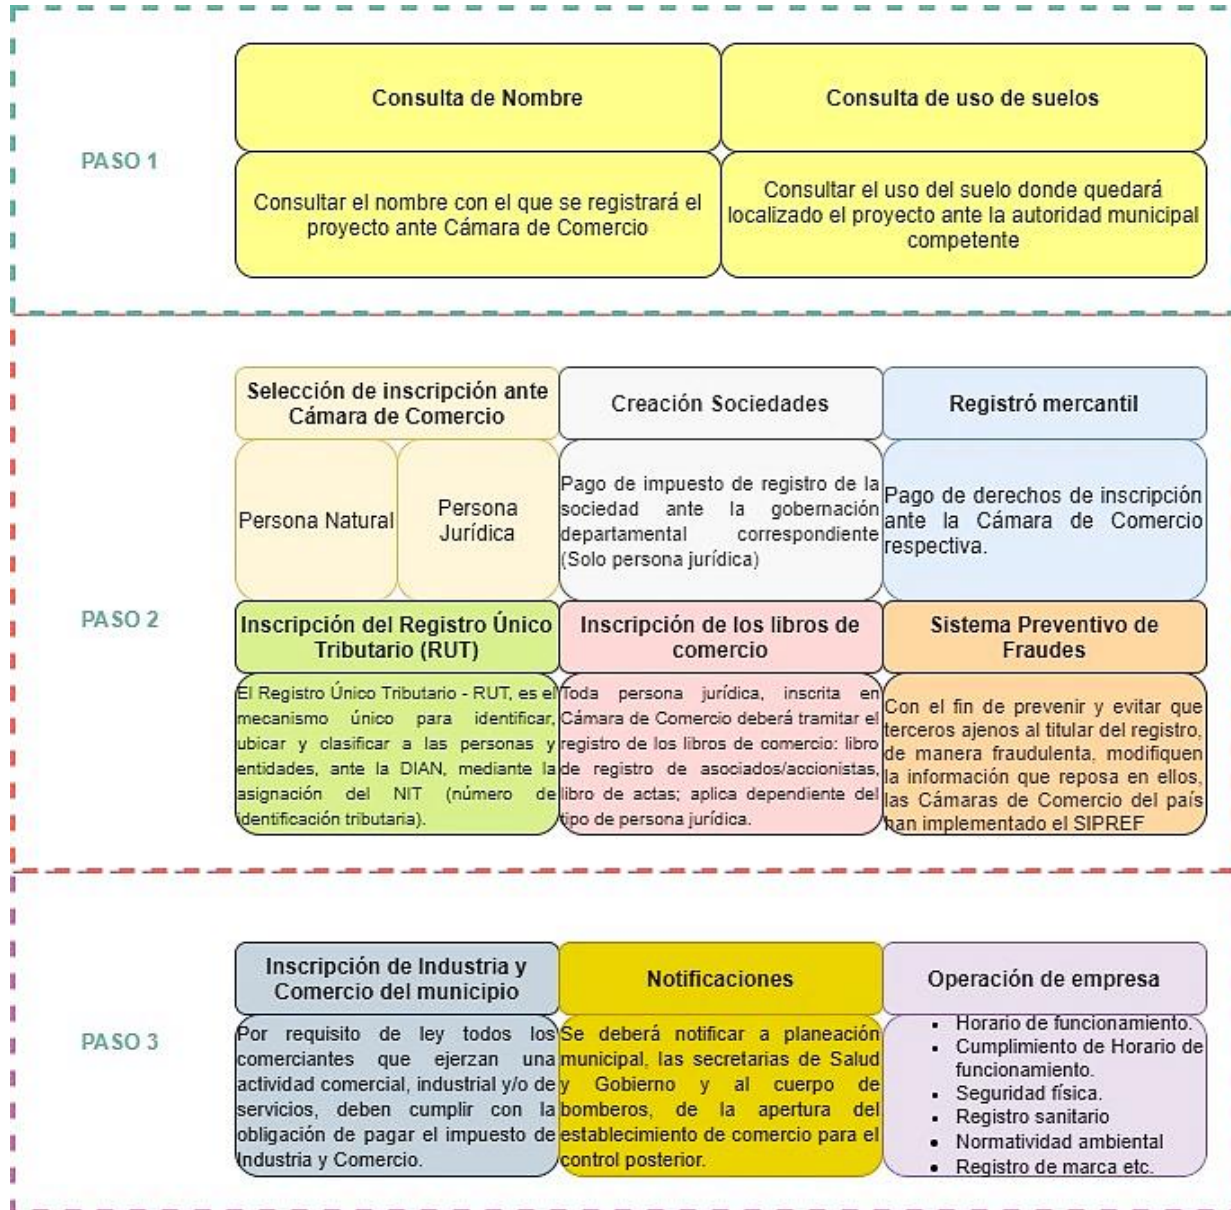 PASO 1
Consulta de Nombre
Consulta de uso de suelos
Consultar el nombre con el que se registrará el
proyecto ante Cámara de Comercio
Consultar el uso del suelo donde quedará
localizado el proyecto ante la autoridad municipal
competente
PASO 2
Selección de inscripción ante
Cámara de Comercio
Creación Sociedades
Registró mercantil
Persona Natural
Persona
Jurídica
Pago de impuesto de registro de la
sociedad ante la gobernación
departamental correspondiente
(Solo persona jurídica)
Pago de derechos de inscripción
ante la Cámara de Comercio
respectiva.
Inscripción del Registro Único
Tributario (RUT)
Inscripción de los libros de
comercio
Sistema Preventivo de
Fraudes
El Registro Único Tributario - RUT, es el
mecanismo único para identificar,
ubicar y clasificar a las personas y
entidades, ante la DIAN, mediante la
asignación del NIT (número de
identificación tributaria).
Toda persona jurídica, inscrita en
Cámara de Comercio deberá tramitar el
registro de los libros de comercio: libro
de registro de asociados/accionistas,
libro de actas; aplica dependiente del
tipo de persona jurídica.
Con el fin de prevenir y evitar que
terceros ajenos al titular del registro,
de manera fraudulenta, modifiquen
la información que reposa en ellos,
las Cámaras de Comercio del país
han implementado el SIPREF
PASO 3
Inscripción de Industria y
Comercio del municipio
Notificaciones
Operación de empresa
Por requisito de ley todos los
comerciantes que ejerzan una
actividad comercial, industrial y/o de
servicios, deben cumplir con la
obligación de pagar el impuesto de
Industria y Comercio.
Se deberá notificar a planeación
municipal, las secretarias de Salud
y Gobierno y al cuerpo de
bomberos, de la apertura del
establecimiento de comercio para el
control posterior.
▪ Horario de funcionamiento.
▪ Cumplimiento de Horario de
funcionamiento.
▪ Seguridad física.
▪ Registro sanitario
• Normatividad ambiental
• Registro de marca etc.